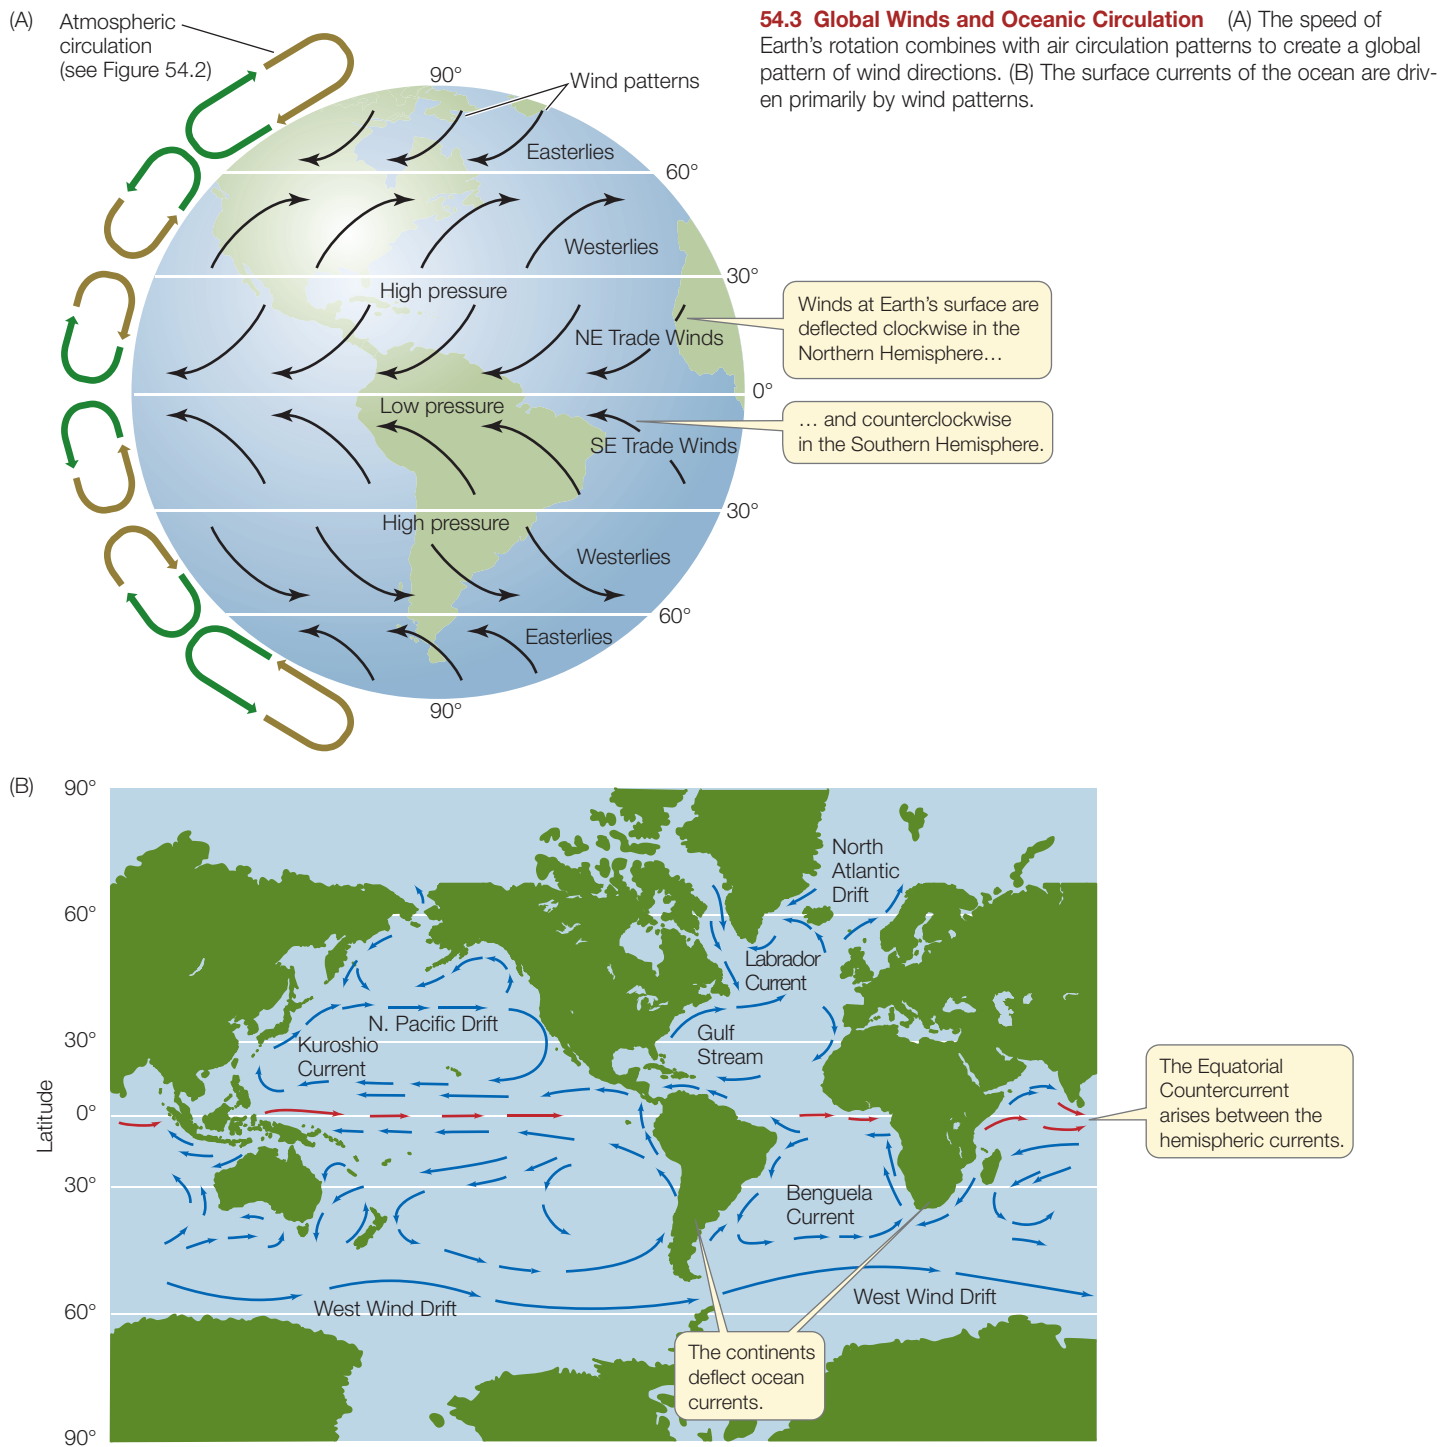 (A)
Atmospheric
circulation
(see Figure 54.2)
54.3 Global Winds and Oceanic Circulation (A) The speed of
Earth's rotation combines with air circulation patterns to create a global
pattern of wind directions. (B) The surface currents of the ocean are driv-
en primarily by wind patterns.
90°
Wind patterns
Easterlies
60°
Westerlies
30°
High pressure
Winds at Earth's surface are
deflected clockwise in the
Northern Hemisphere…
NE Trade Winds
0°
Low pressure
… and counterclockwise
in the Southern Hemisphere.
SE Trade Winds
30°
High pressure
Westerlies
60°
Easterlies
90°
(B)
90°
North
Atlantic
Drift
60°
Labrador
Current
N. Pacific Drift
Gulf
Stream
30°
Kuroshio
Current
The Equatorial
Countercurrent
arises between the
hemispheric currents.
Latitude
0°
30°
Benguela
Current
West Wind Drift
West Wind Drift
60°
The continents
deflect ocean
currents.
90°